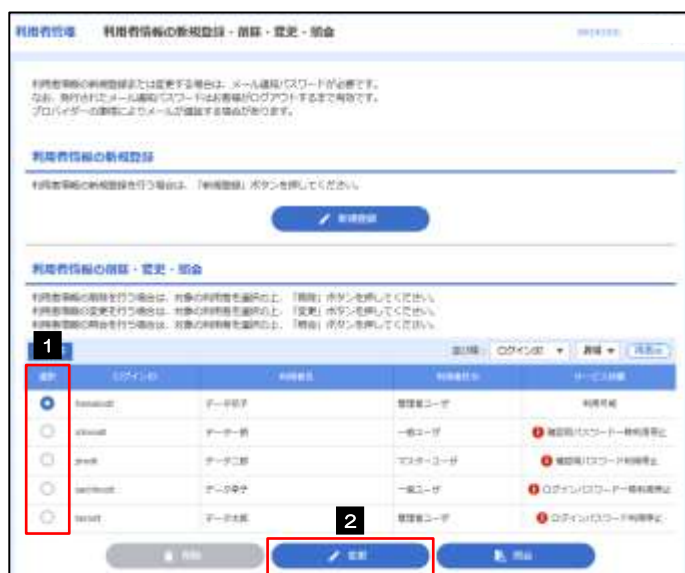 利用者管理 利用者情報の新規登録・削除・変更・照会
利用者情報の新規登録または変更する場合は、メール通知パスワードが必要です。
なお、発行されたメール通知パスワードはお客様がログアウトするまで有効です。
プロバイダーの事情によりメールが遅延する場合があります。
利用者情報の新規登録
利用者情報の新規登録を行う場合は、「新規登録」ボタンを押してください。
新規登録
利用者情報の削除・変更・照会
利用者情報の削除を行う場合は、対象の利用者を選択の上、「削除」ボタンを押してください。
利用者情報の変更を行う場合は、対象の利用者を選択の上、「変更」ボタンを押してください。
利用者情報の照会を行う場合は、対象の利用者を選択の上、「照会」ボタンを押してください。
1
並び順： ログインID 昇順 再表示
選択 ログインID 利用者名 利用者区分 サービス状態
データ花子 管理者ユーザ 利用可能
データ一郎 一般ユーザ 確認用パスワード一時利用停止
データ二郎 マスターユーザ 確認用パスワード利用停止
データ幸子 一般ユーザ ログインパスワード一時利用停止
データ太郎 管理者ユーザ ログインパスワード利用停止
2
削除 変更 照会